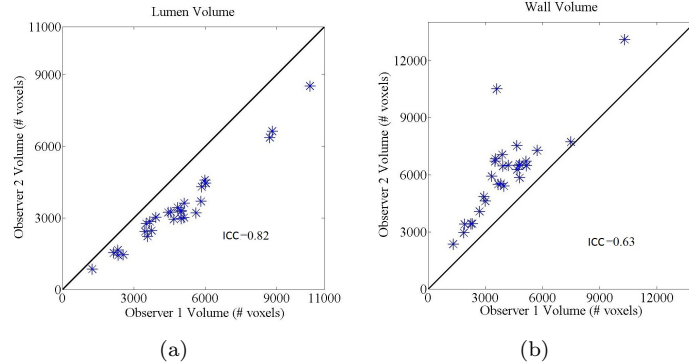 Lumen Volume
11000
9000
6000
3000
0
Observer 2 Volume (# voxels)
ICC=0.82
0 3000 6000 9000 11000
Observer 1 Volume (# voxels)
(a)
Wall Volume
12000
9000
6000
3000
0
Observer 2 Volume (# voxels)
ICC=0.63
0 3000 6000 9000 12000
Observer 1 Volume (# voxels)
(b)